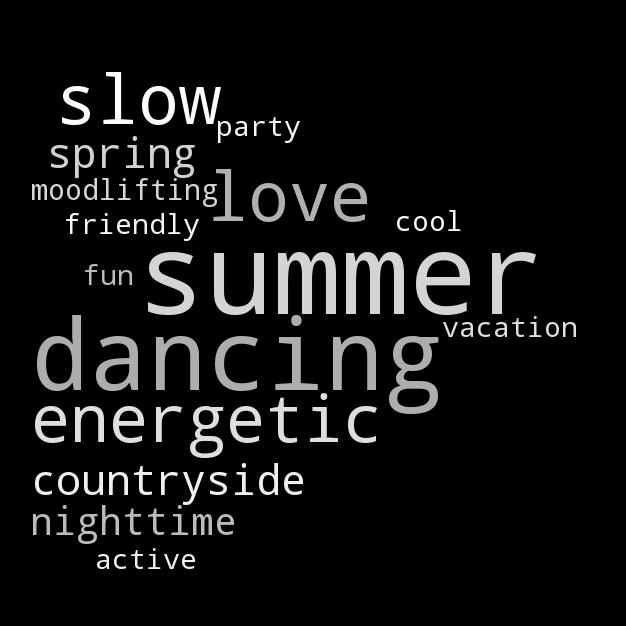 slow
party
spring
moodlifting
love
friendly
cool
fun
summer
vacation
dancing
energetic
countryside
nighttime
active